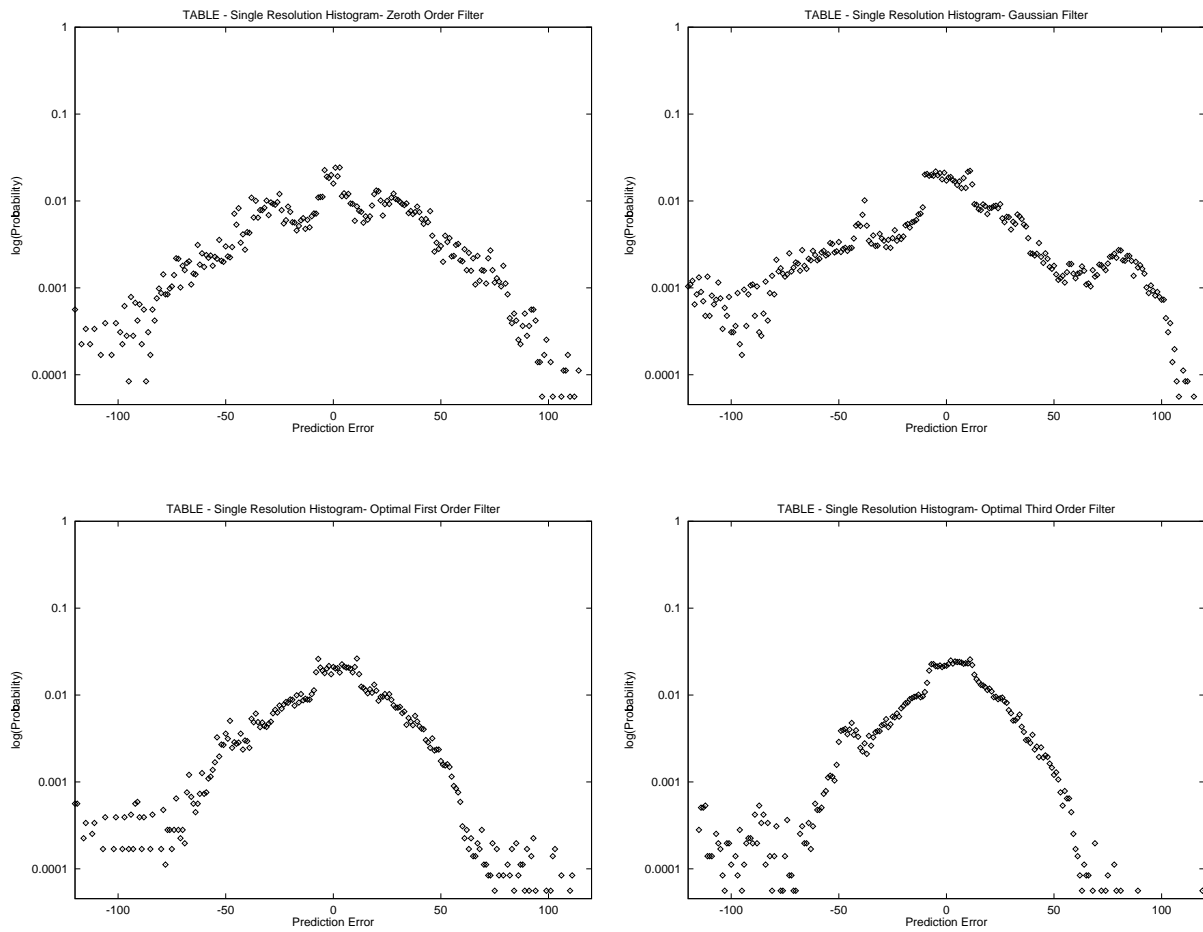 TABLE - Single Resolution Histogram- Zeroth Order Filter
1
0.1
0.01
0.001
0.0001
log(Probability)
-100 -50 0 50 100
Prediction Error
TABLE - Single Resolution Histogram- Gaussian Filter
1
0.1
0.01
0.001
0.0001
log(Probability)
-100 -50 0 50 100
Prediction Error
TABLE - Single Resolution Histogram- Optimal First Order Filter
1
0.1
0.01
0.001
0.0001
log(Probability)
-100 -50 0 50 100
Prediction Error
TABLE - Single Resolution Histogram- Optimal Third Order Filter
1
0.1
0.01
0.001
0.0001
log(Probability)
-100 -50 0 50 100
Prediction Error